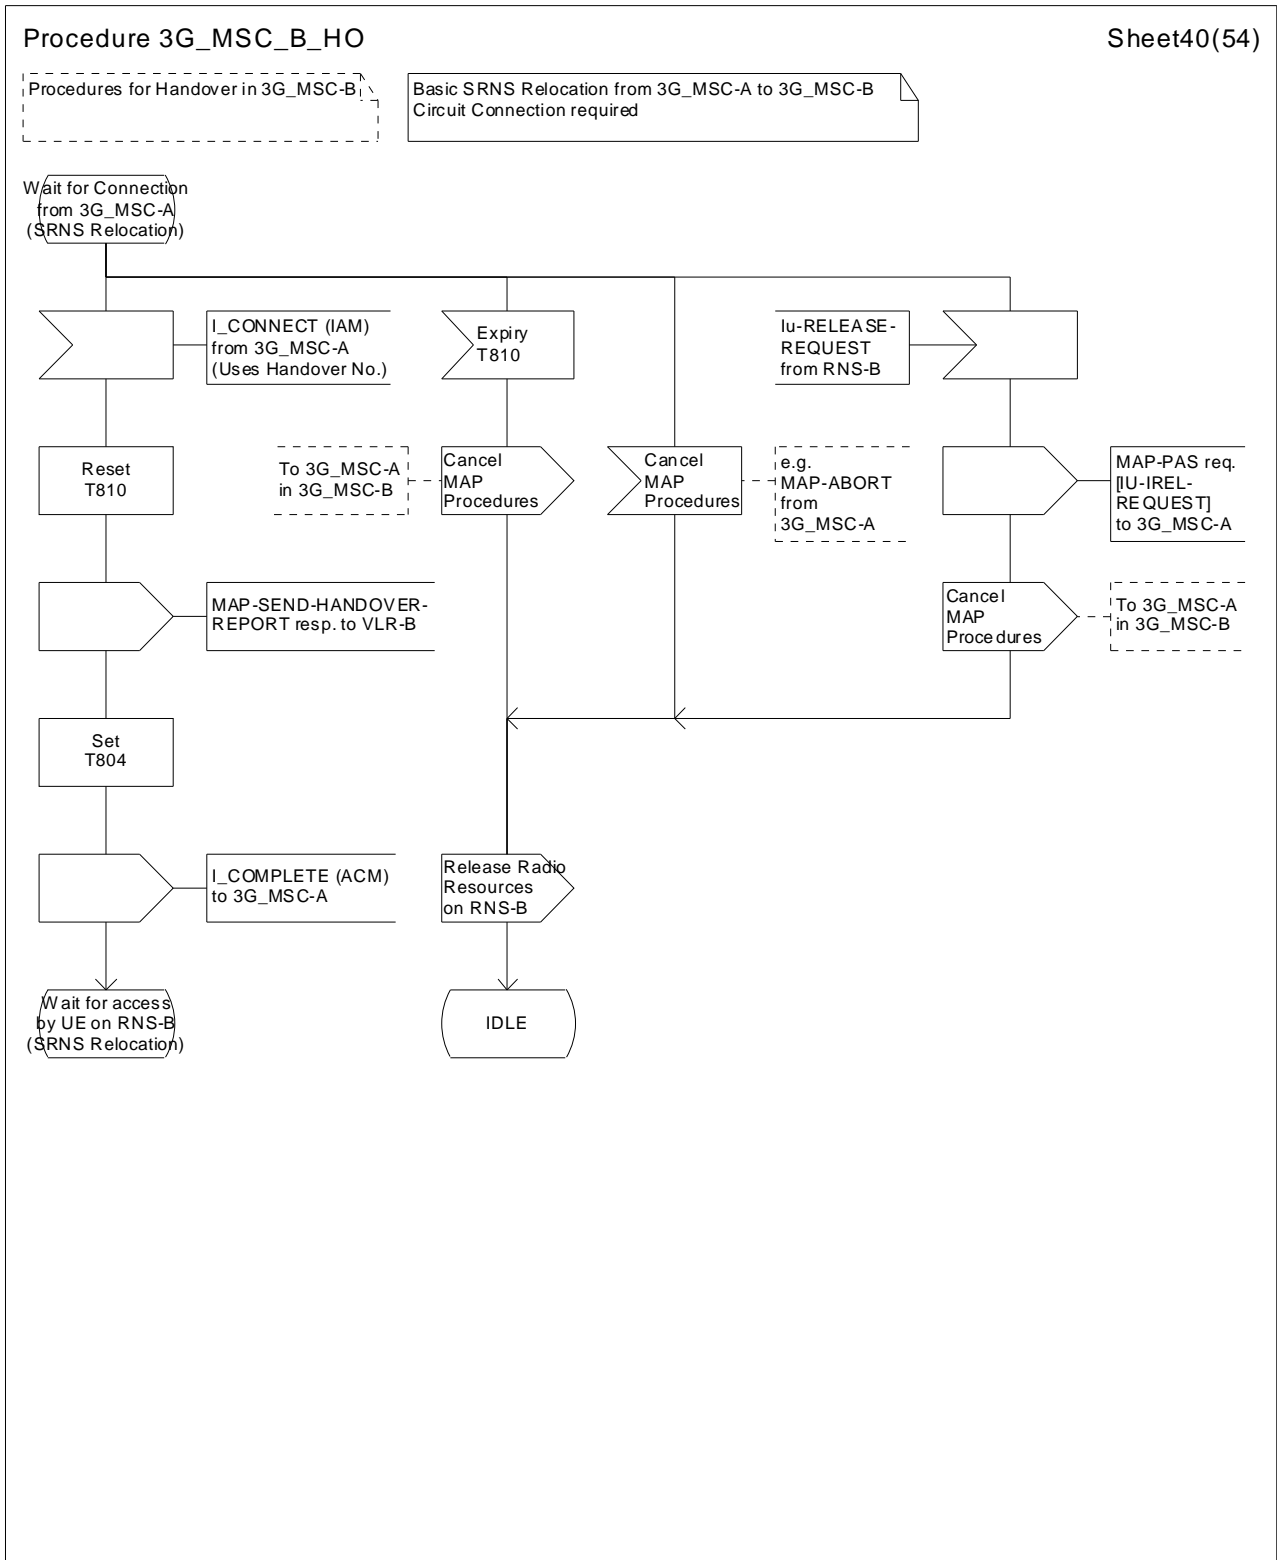 Procedure 3G_MSC_B_HO
Sheet40(54)
Procedures for Handover in 3G_MSC-B
Basic SRNS Relocation from 3G_MSC-A to 3G_MSC-B
Circuit Connection required
Wait for Connection
from 3G_MSC-A
(SRNS Relocation)
I_CONNECT (IAM)
from 3G_MSC-A
(Uses Handover No.)
Expiry
T810
Iu-RELEASE-
REQUEST
from RNS-B
Reset
T810
To 3G_MSC-A
in 3G_MSC-B
Cancel
MAP
Procedures
Cancel
MAP
Procedures
e.g.
MAP-ABORT
from
3G_MSC-A
MAP-PAS req.
[IU-IREL-
REQUEST]
to 3G_MSC-A
MAP-SEND-HANDOVER-
REPORT resp. to VLR-B
Cancel
MAP
Procedures
To 3G_MSC-A
in 3G_MSC-B
Set
T804
I_COMPLETE (ACM)
to 3G_MSC-A
Release Radio
Resources
on RNS-B
Wait for access
by UE on RNS-B
(SRNS Relocation)
IDLE